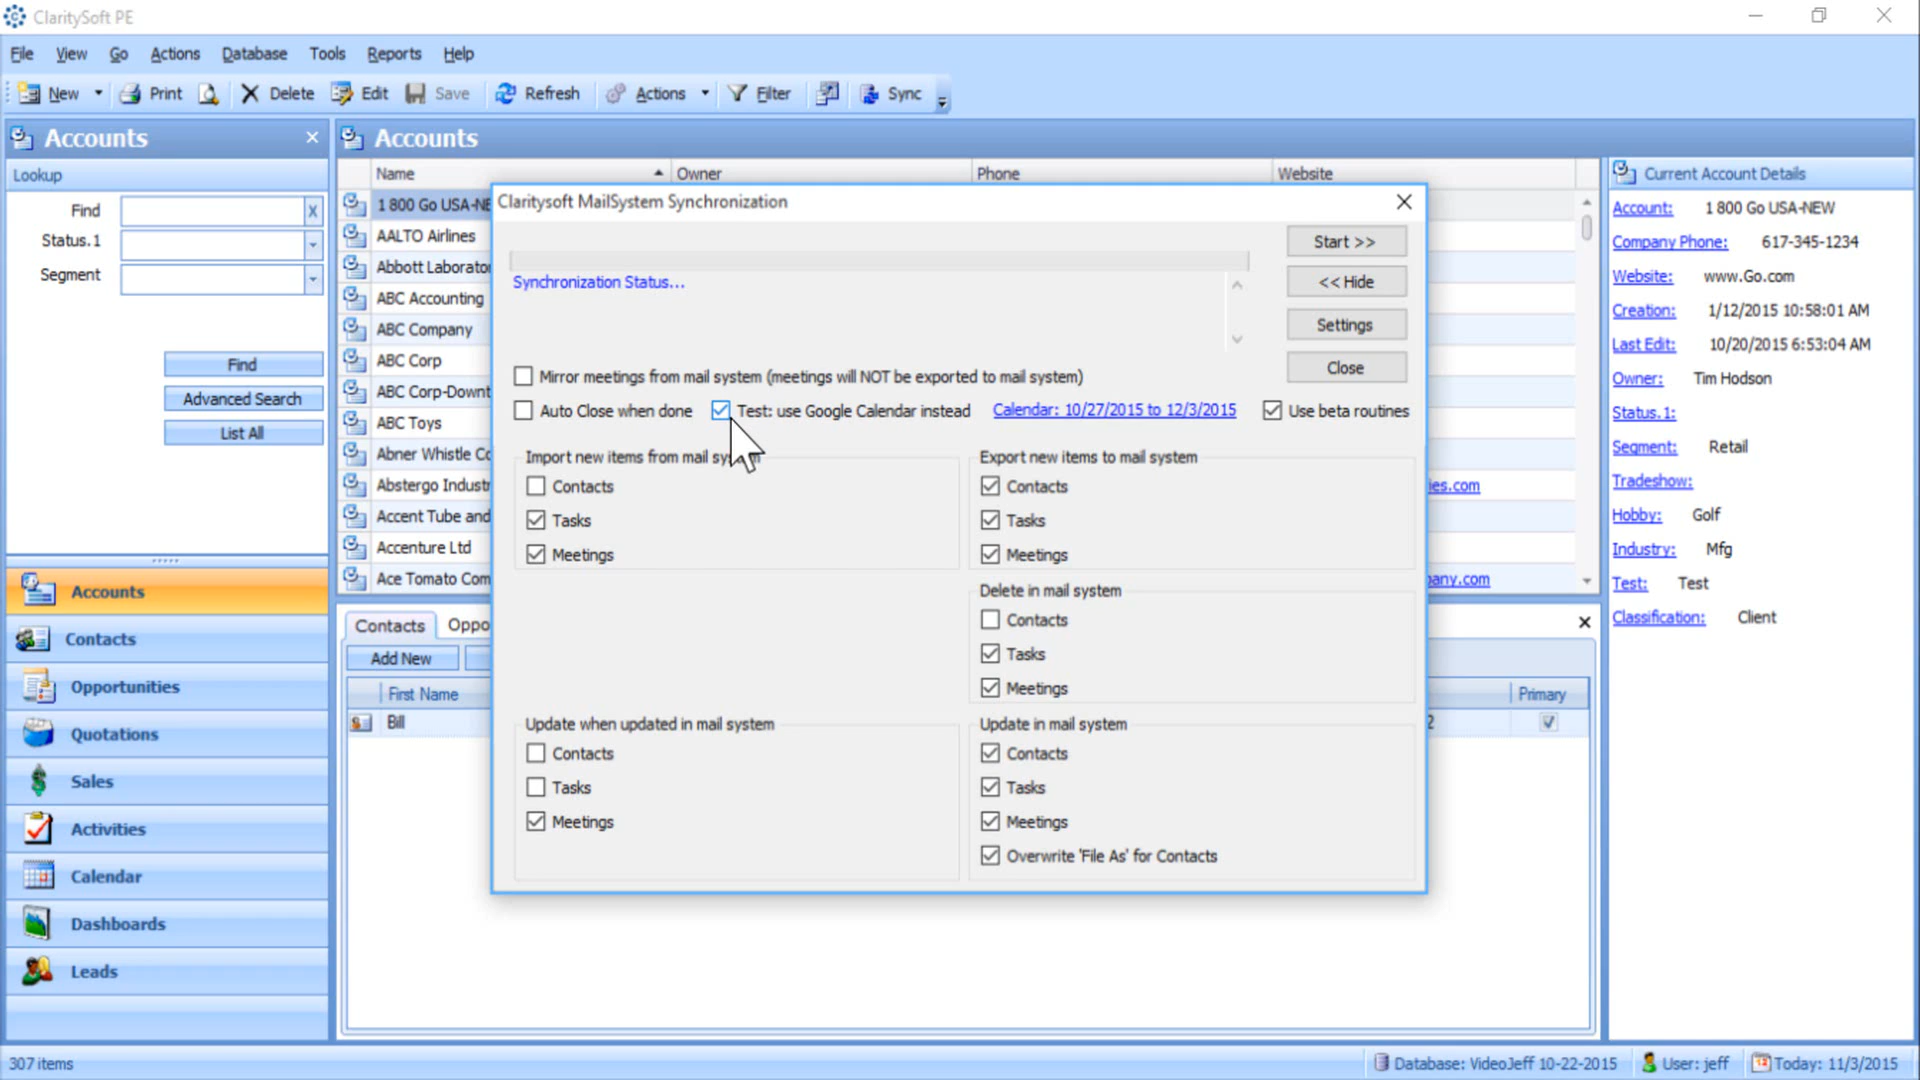 ClaritySoft PE
File View Go Actions Database Tools Reports Help
New Print Delete Edit Save Refresh Actions Filter Sync
Accounts
Lookup
Find X
Status.1
Segment
Find
Advanced Search
List All
Accounts
Contacts
Opportunities
Quotations
Sales
Activities
Calendar
Dashboards
Leads
Accounts
Name Owner Phone Website
1 800 Go USA-NE
AALTO Airlines
Abbott Laborato
ABC Accounting
ABC Company
ABC Corp
ABC Corp-Downt
ABC Toys
Abner Whistle Co
Abstergo Industr ies.com
Accent Tube and
Accenture Ltd
Ace Tomato Com pany.com
Contacts Oppo
Add New
First Name Primary
Bill 2
Claritysoft MailSystem Synchronization
Start >>
Synchronization Status...
<< Hide
Settings
Close
Mirror meetings from mail system (meetings will NOT be exported to mail system)
Auto Close when done Test: use Google Calendar instead Calendar: 10/27/2015 to 12/3/2015 Use beta routines
Import new items from mail sy m
Contacts
Tasks
Meetings
Export new items to mail system
Contacts
Tasks
Meetings
Delete in mail system
Contacts
Tasks
Meetings
Update when updated in mail system
Contacts
Tasks
Meetings
Update in mail system
Contacts
Tasks
Meetings
Overwrite 'File As' for Contacts
Current Account Details
Account: 1 800 Go USA-NEW
Company Phone: 617-345-1234
Website: www.Go.com
Creation: 1/12/2015 10:58:01 AM
Last Edit: 10/20/2015 6:53:04 AM
Owner: Tim Hodson
Status.1:
Segment: Retail
Tradeshow:
Hobby: Golf
Industry: Mfg
Test: Test
Classification: Client
307 items
Database: VideoJeff 10-22-2015 User: jeff Today: 11/3/2015